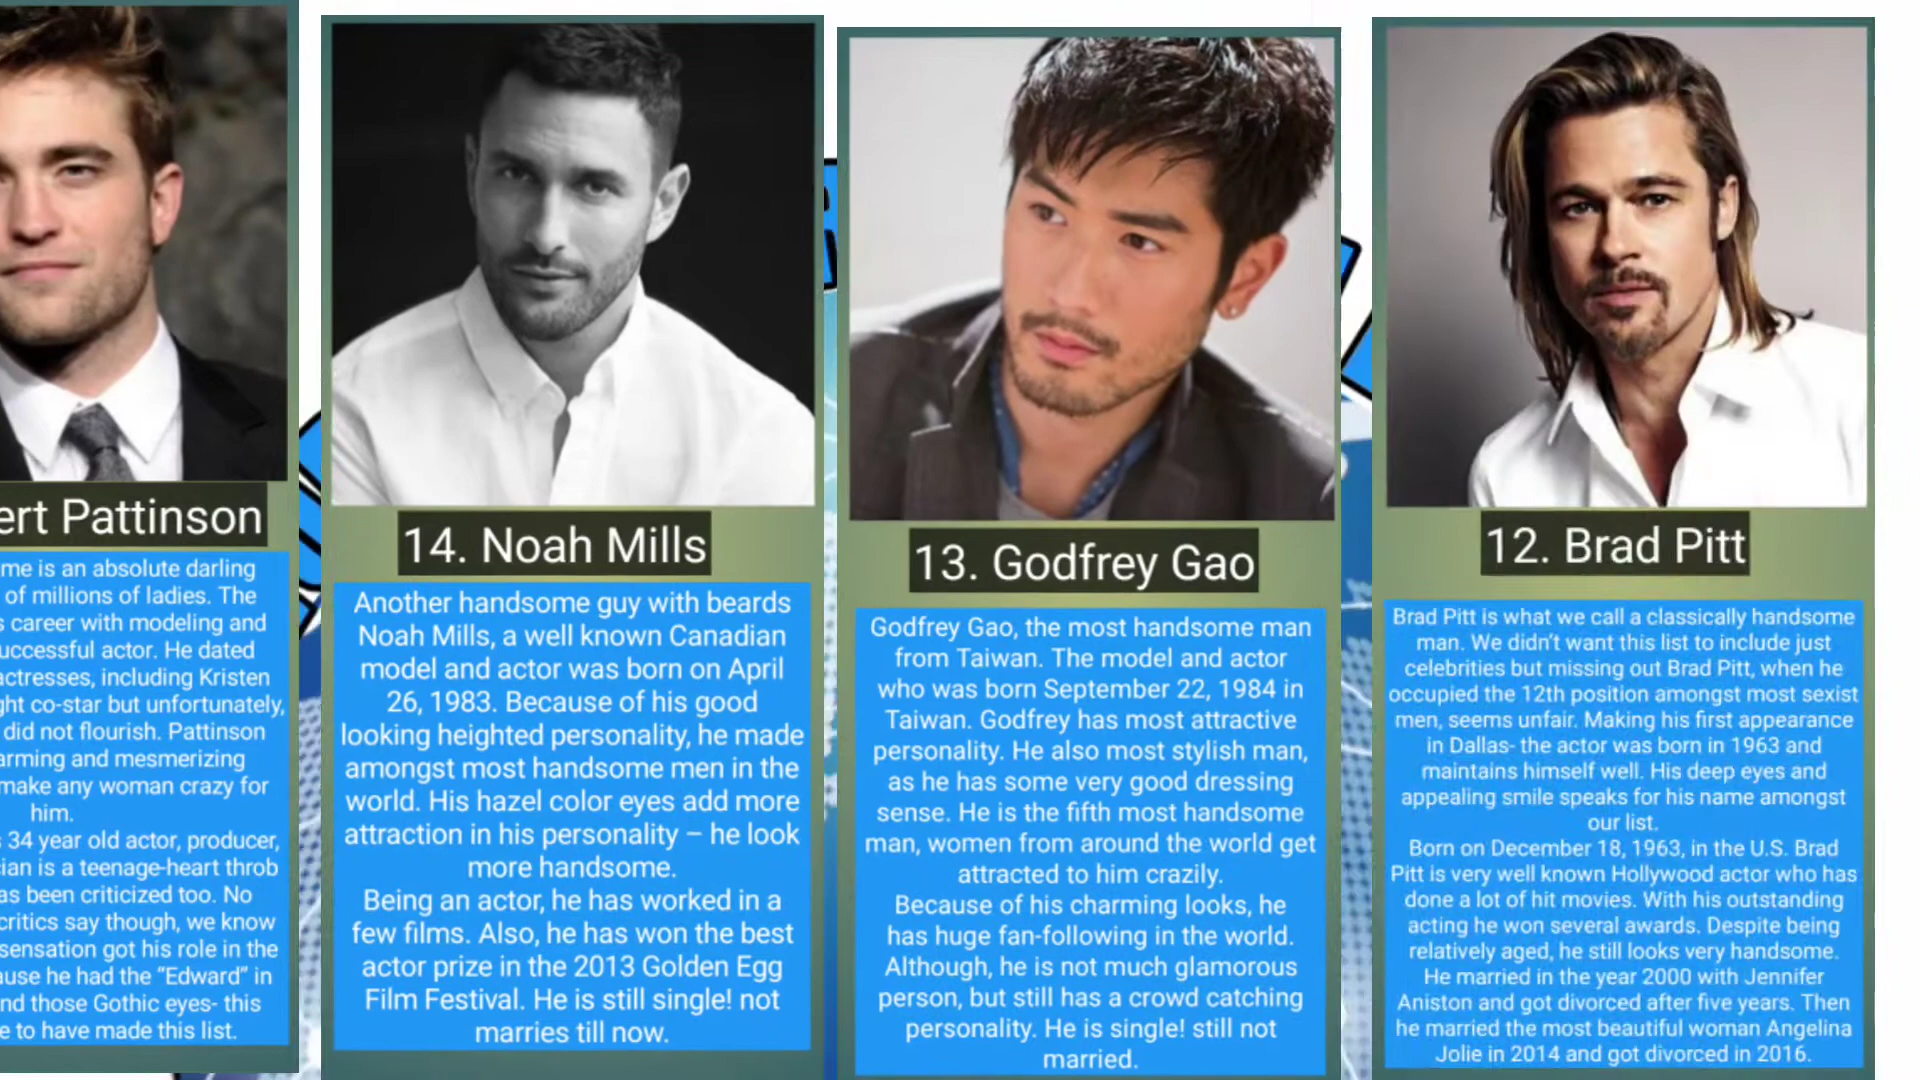 ert Pattinson
me is an absolute darling
of millions of ladies. The
s career with modeling and
uccessful actor. He dated
actresses, including Kristen
ght co-star but unfortunately,
did not flourish. Pattinson
arming and mesmerizing
make any woman crazy for
him.
s 34 year old actor, producer,
cian is a teenage-heart throb
as been criticized too. No
critics say though, we know
sensation got his role in the
ause he had the “Edward” in
nd those Gothic eyes- this
e to have made this list.
14. Noah Mills
Another handsome guy with beards
Noah Mills, a well known Canadian
model and actor was born on April
26, 1983. Because of his good
looking heighted personality, he made
amongst most handsome men in the
world. His hazel color eyes add more
attraction in his personality – he look
more handsome.
Being an actor, he has worked in a
few films. Also, he has won the best
actor prize in the 2013 Golden Egg
Film Festival. He is still single! not
marries till now.
13. Godfrey Gao
Godfrey Gao, the most handsome man
from Taiwan. The model and actor
who was born September 22, 1984 in
Taiwan. Godfrey has most attractive
personality. He also most stylish man,
as he has some very good dressing
sense. He is the fifth most handsome
man, women from around the world get
attracted to him crazily.
Because of his charming looks, he
has huge fan-following in the world.
Although, he is not much glamorous
person, but still has a crowd catching
personality. He is single! still not
married.
12. Brad Pitt
Brad Pitt is what we call a classically handsome
man. We didn’t want this list to include just
celebrities but missing out Brad Pitt, when he
occupied the 12th position amongst most sexist
men, seems unfair. Making his first appearance
in Dallas- the actor was born in 1963 and
maintains himself well. His deep eyes and
appealing smile speaks for his name amongst
our list.
Born on December 18, 1963, in the U.S. Brad
Pitt is very well known Hollywood actor who has
done a lot of hit movies. With his outstanding
acting he won several awards. Despite being
relatively aged, he still looks very handsome.
He married in the year 2000 with Jennifer
Aniston and got divorced after five years. Then
he married the most beautiful woman Angelina
Jolie in 2014 and got divorced in 2016.